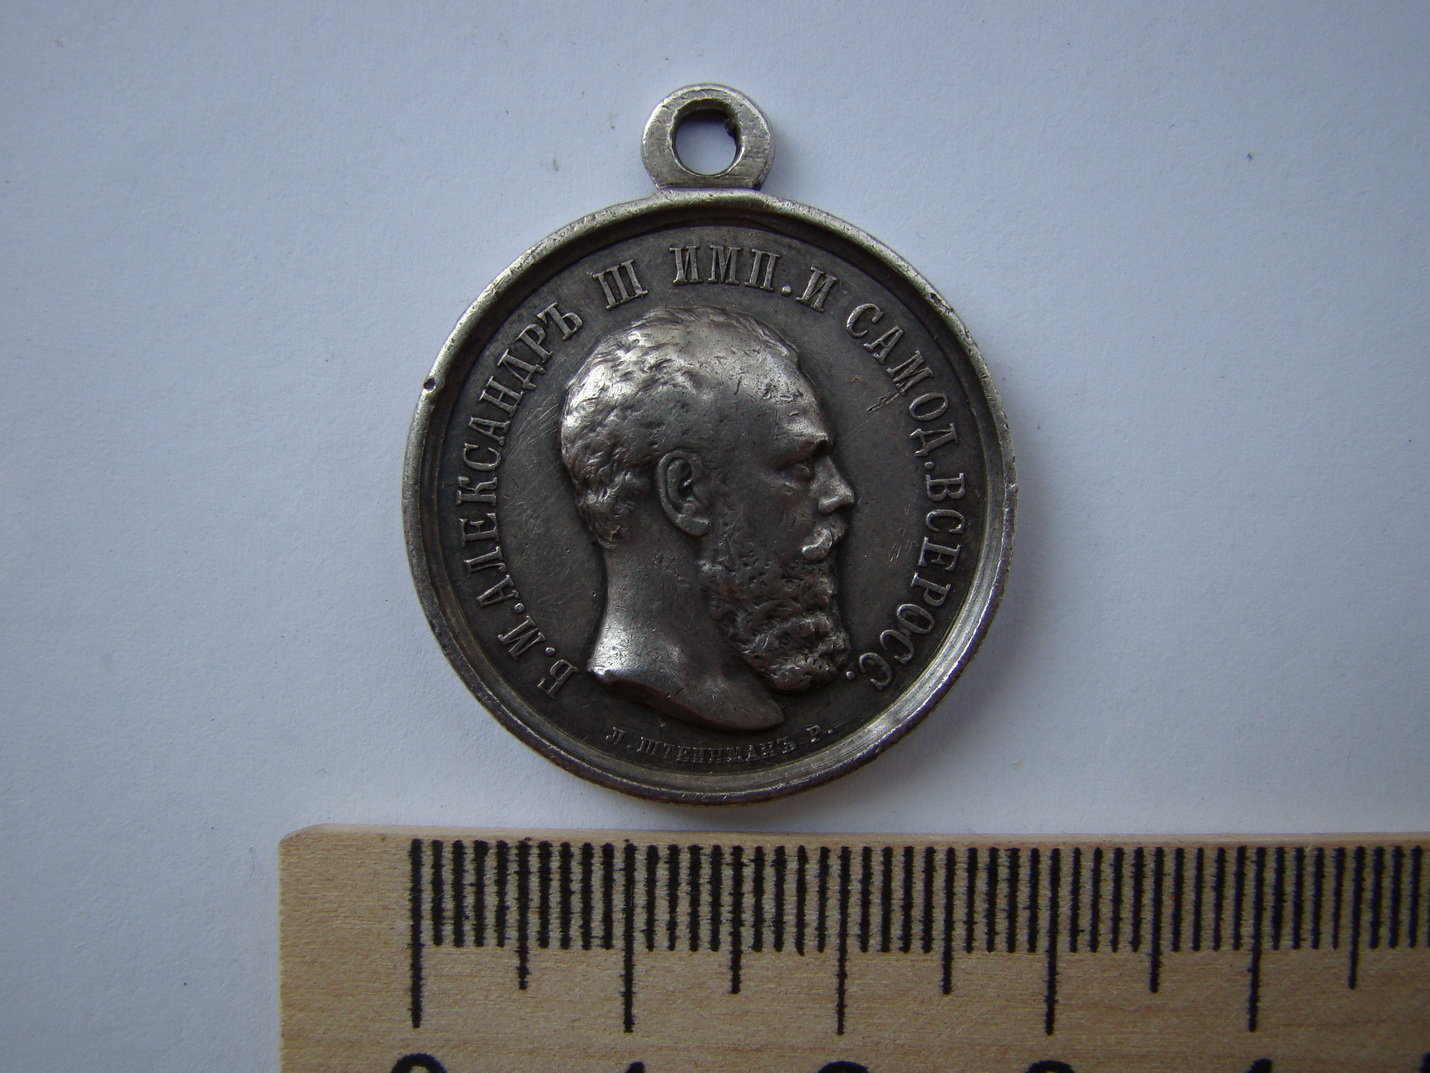 Б.М.АЛЕКСАНДРЪ III ИМП.И САМОД.ВСЕРОСС.
Л.ШТЕЙНМАНЪ Р.